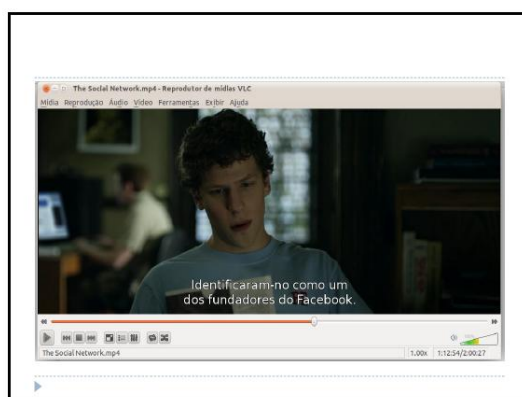 The Social Network.mp4 - Reprodutor de mídias VLC
Mídia Reprodução Áudio Vídeo Ferramentas Exibir Ajuda
Identificaram-no como um
dos fundadores do Facebook.
The Social Network.mp4 1,00x 1:12:54/2:00:27